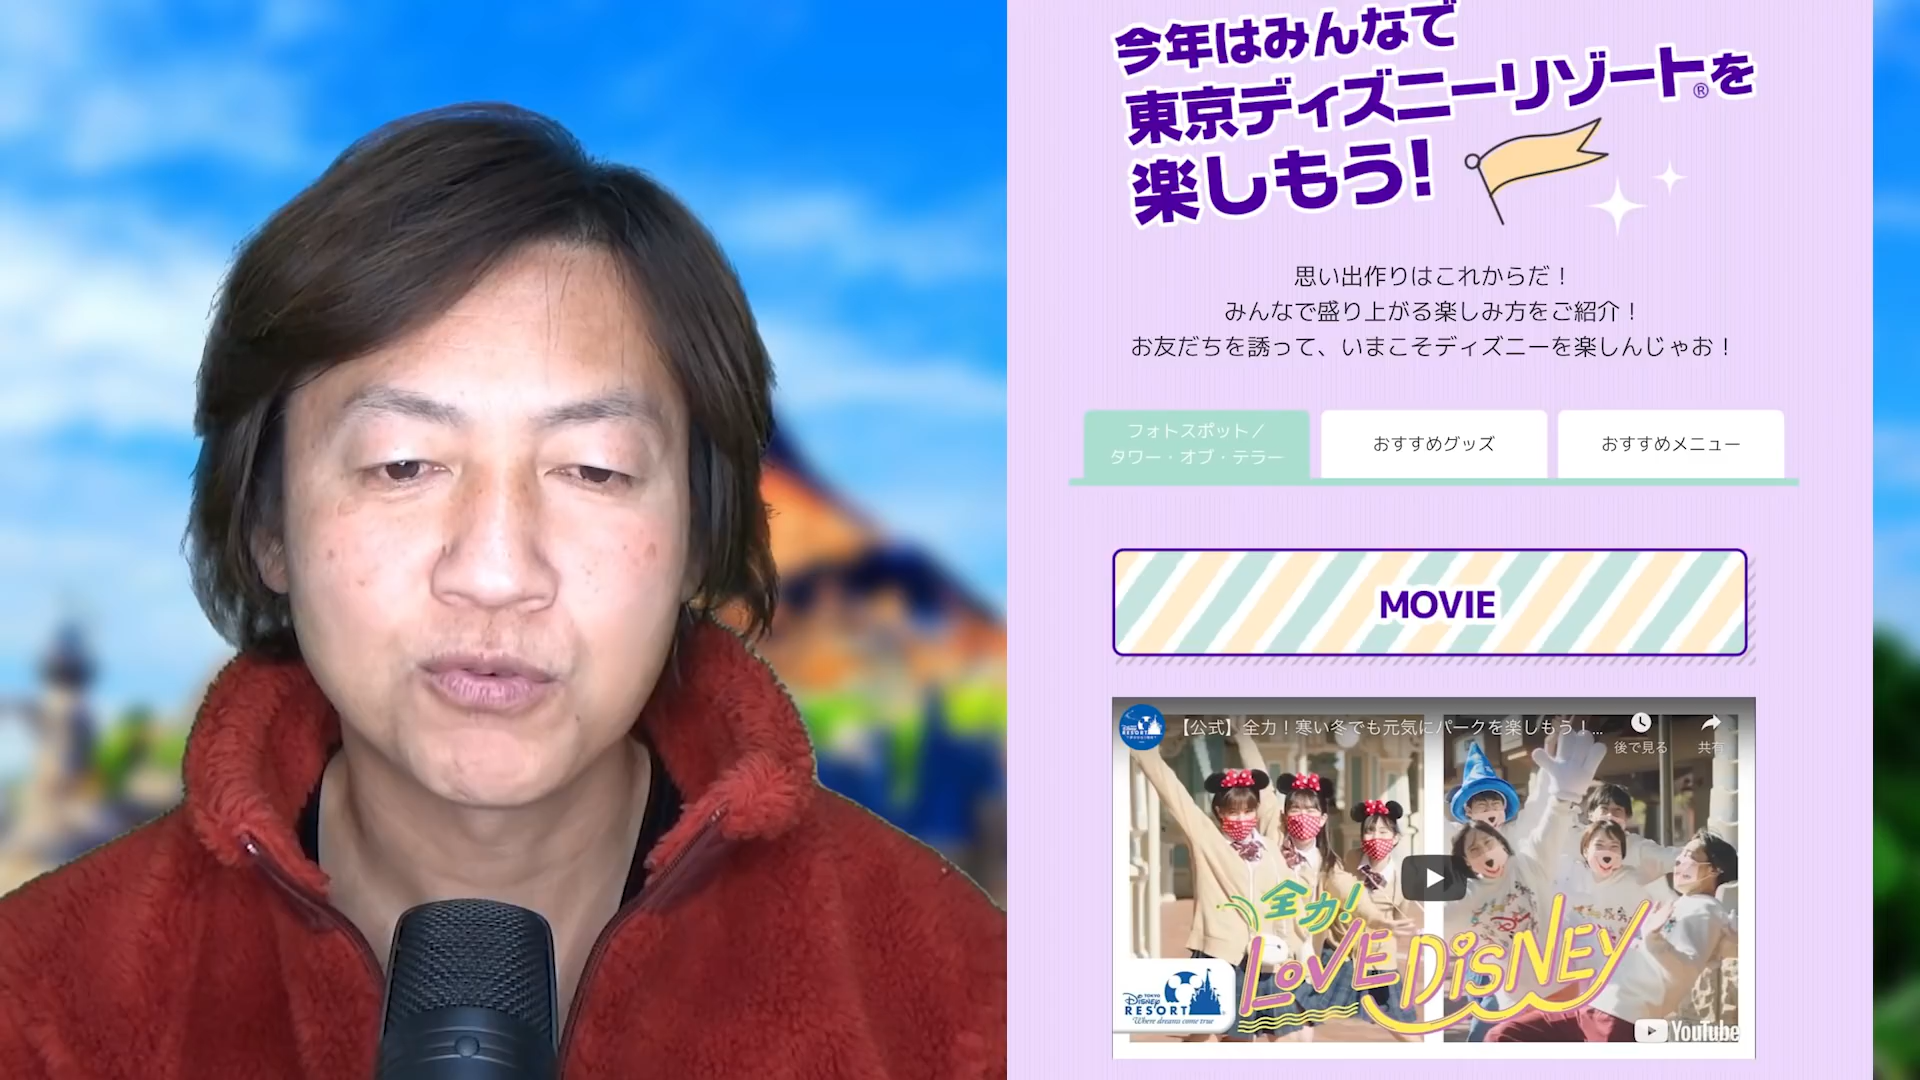 今年はみんなで
東京ディズニーリゾート®を
楽しもう!
思い出作りはこれからだ！
みんなで盛り上がる楽しみ方をご紹介！
お友だちを誘って、いまこそディズニーを楽しんじゃお！
フォトスポット／
タワー・オブ・テラー
おすすめグッズ
おすすめメニュー
MOVIE
【公式】全力！寒い冬でも元気にパークを楽しもう！...
後で見る
共有
全力!
LOVE DISNEY
TOKYO
DISNEY
RESORT
Where dreams come true
YouTube